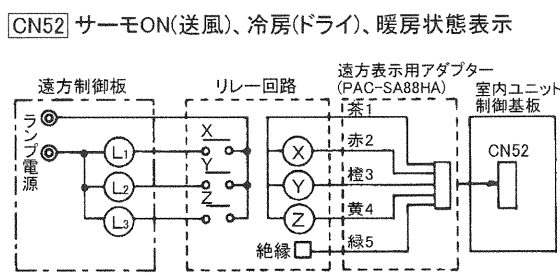 CN52 サーモON(送風)、冷房(ドライ)、暖房状態表示
遠方制御板
リレー回路
遠方表示用アダプター
(PAC-SA88HA)
室内ユニット
制御基板
ランプ電源
L1
L2
L3
X
Y
Z
X
Y
Z
茶1
赤2
橙3
黄4
緑5
絶縁
CN52